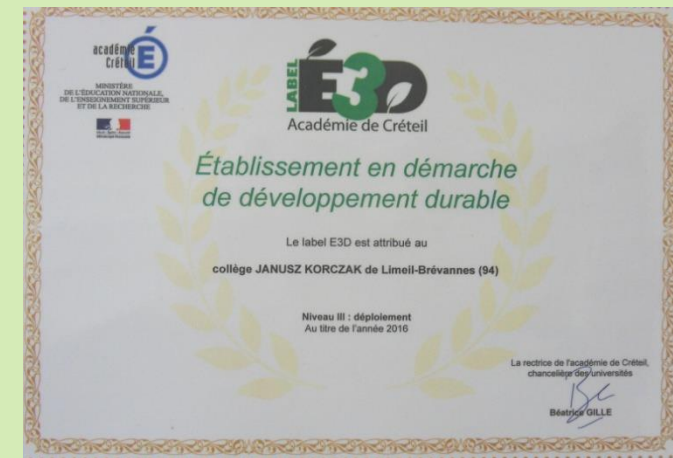 académie
Créteil
É
MINISTÈRE
DE L'ÉDUCATION NATIONALE,
DE L'ENSEIGNEMENT SUPÉRIEUR
ET DE LA RECHERCHE
LABEL
É3D
Académie de Créteil
Établissement en démarche
de développement durable
Le label E3D est attribué au
collège JANUSZ KORCZAK de Limeil-Brévannes (94)
Niveau III : déploiement
Au titre de l'année 2016
La rectrice de l'académie de Créteil,
chancelière des universités
Béatrice GILLE